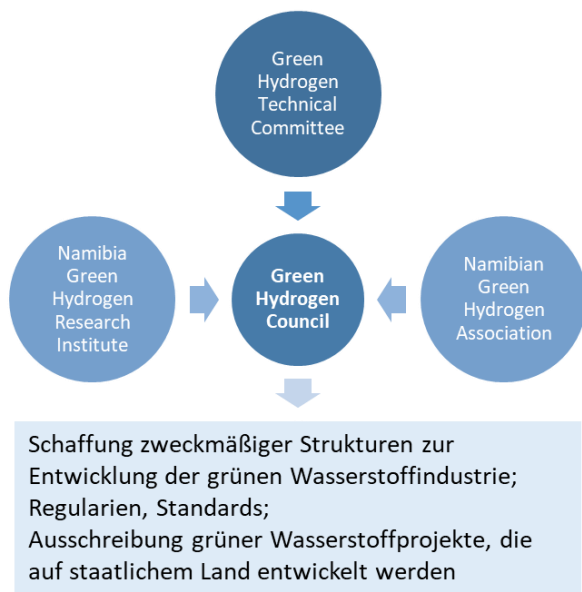 Green
Hydrogen
Technical
Committee
Namibia
Green
Hydrogen
Research
Institute
Green
Hydrogen
Council
Namibian
Green
Hydrogen
Association
Schaffung zweckmäßiger Strukturen zur
Entwicklung der grünen Wasserstoffindustrie;
Regularien, Standards;
Ausschreibung grüner Wasserstoffprojekte, die
auf staatlichem Land entwickelt werden